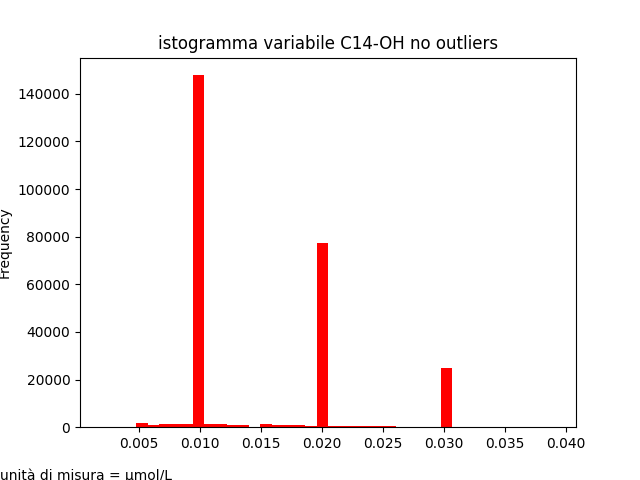 istogramma variabile C14-OH no outliers
140000
120000
100000
80000
60000
40000
20000
0
Frequency
0.005 0.010 0.015 0.020 0.025 0.030 0.035 0.040
unità di misura = μmol/L